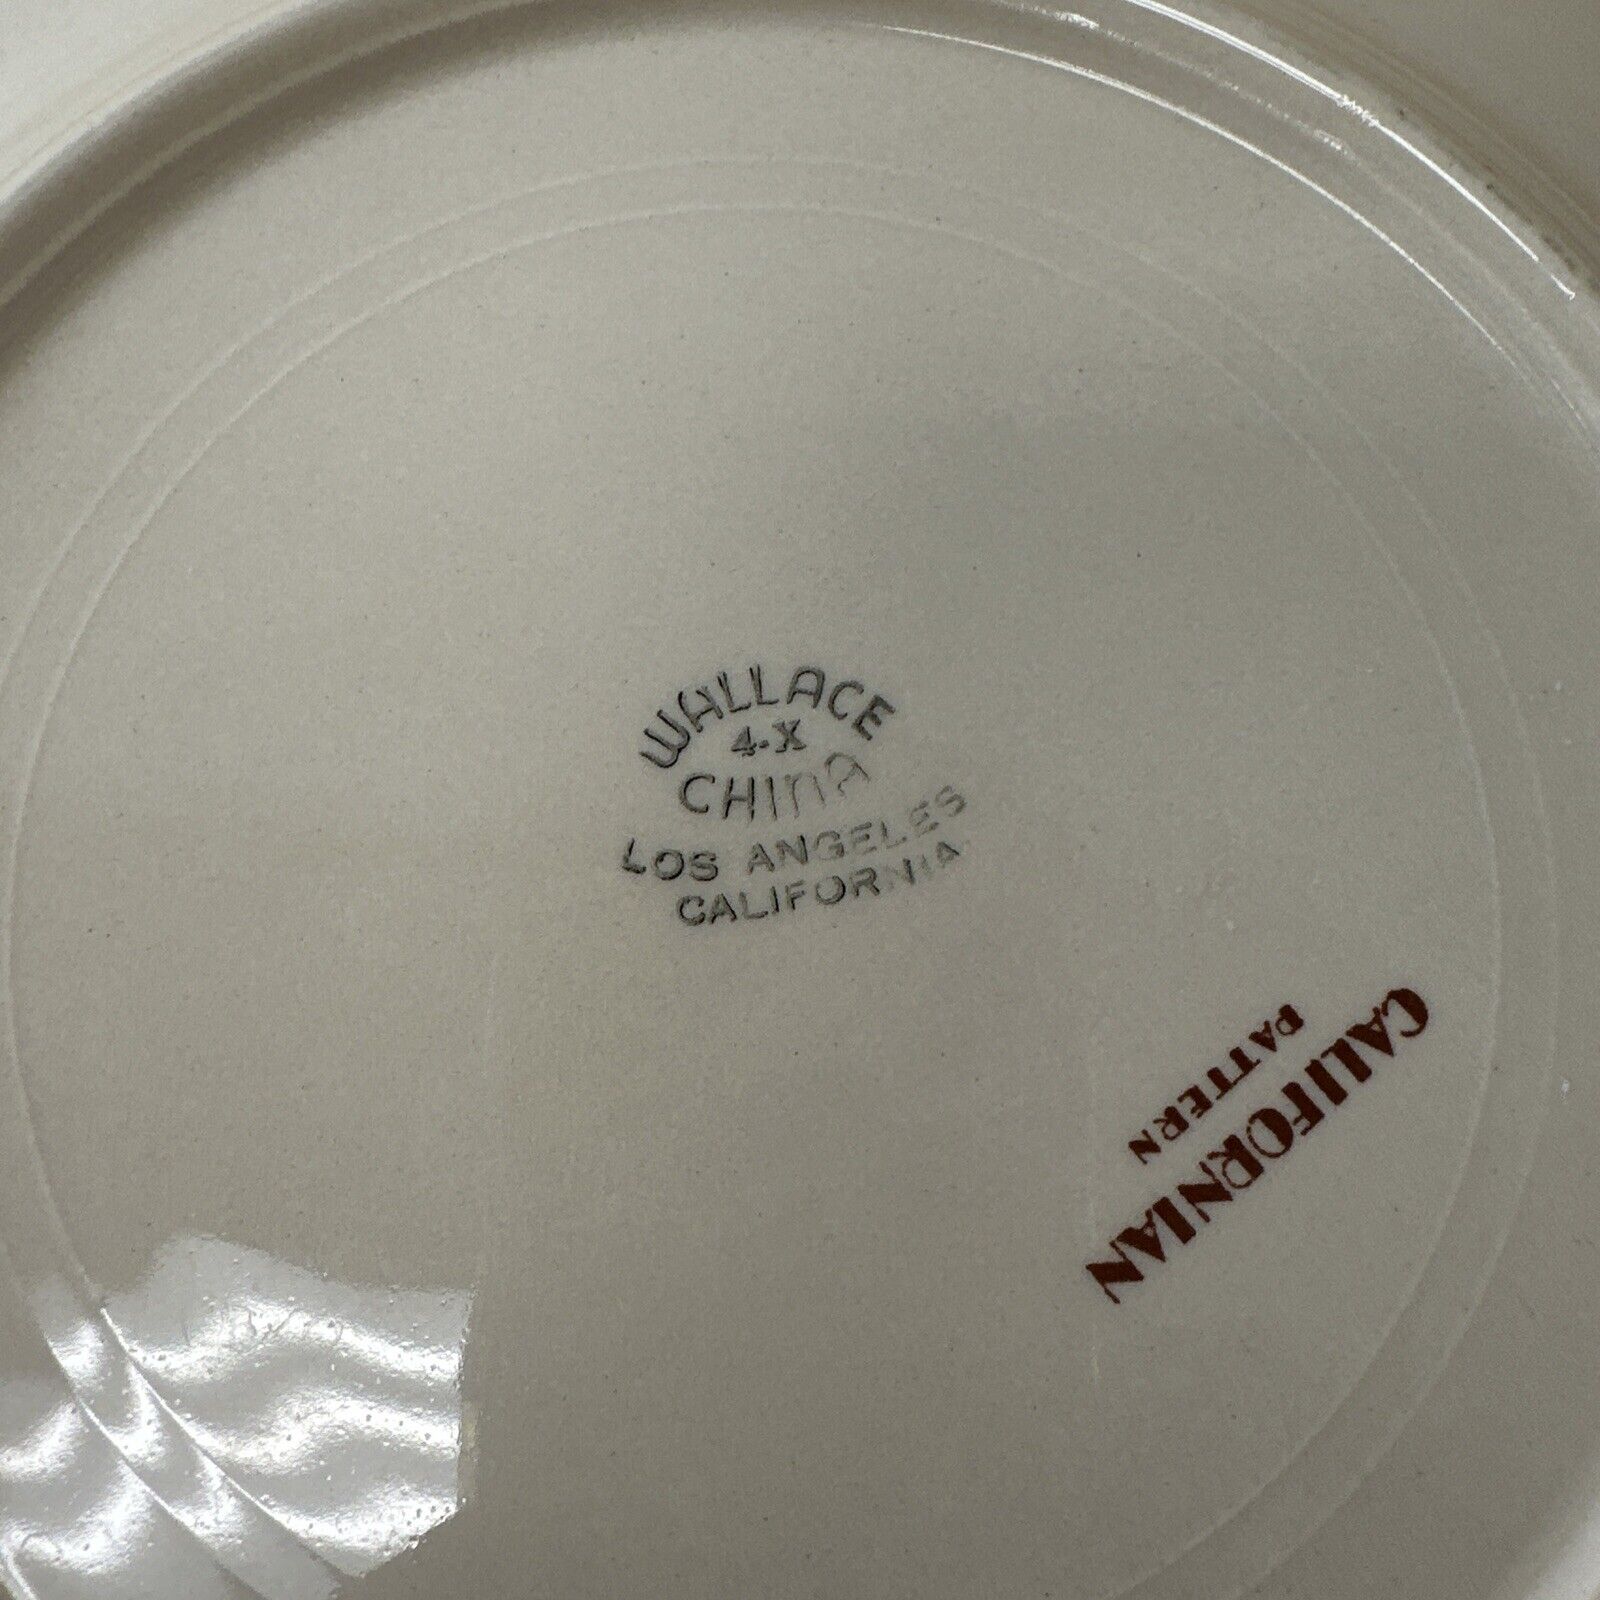 WALLACE
4-X
CHINA
LOS ANGELES
CALIFORNIA
CALIFORNIAN
PATTERN